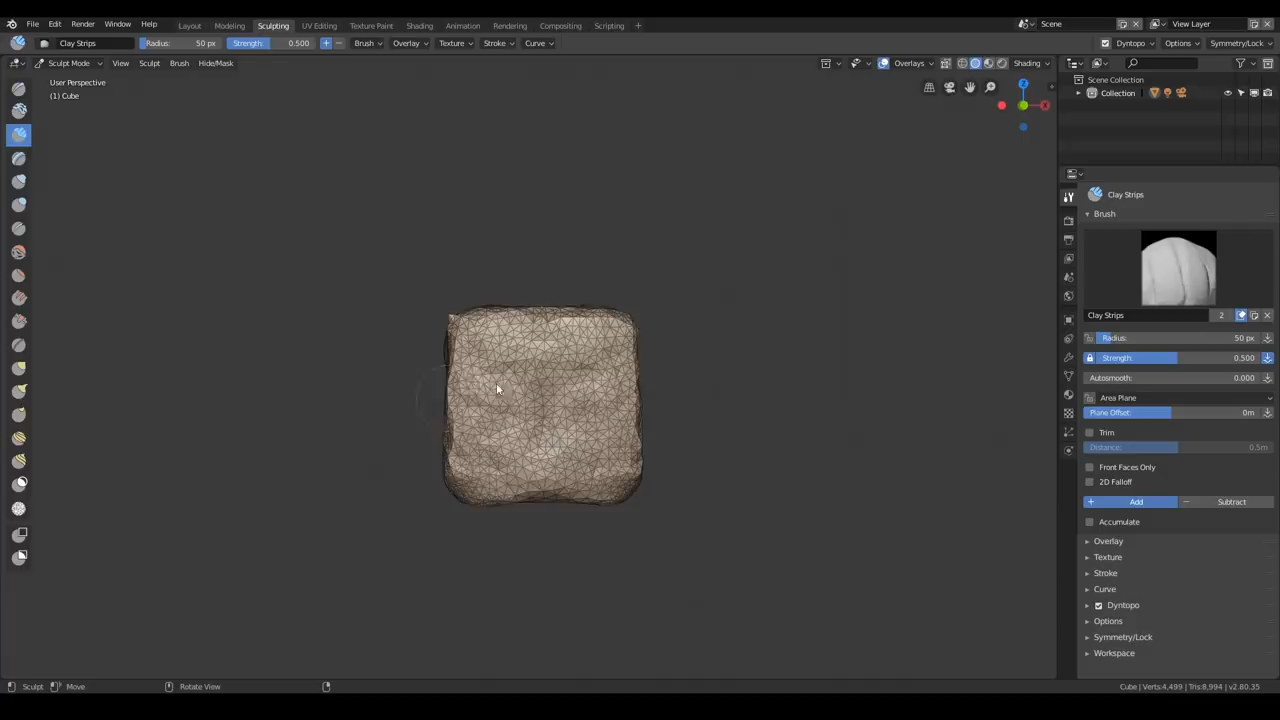 File Edit Render Window Help Layout Modeling Sculpting UV Editing Texture Paint Shading Animation Rendering Compositing Scripting + Scene View Layer
Clay Strips Radius: 50 px Strength: 0.500 + − Brush Overlay Texture Stroke Curve Dyntopo Options Symmetry/Lock
Sculpt Mode View Sculpt Brush Hide/Mask Overlays Shading
User Perspective
(1) Cube
Z
X
Scene Collection
Collection
Clay Strips
Brush
Clay Strips 2
Radius: 50 px
Strength: 0.500
Autosmooth: 0.000
Area Plane
Plane Offset: 0m
Trim
Distance: 0.5m
Front Faces Only
2D Falloff
+ Add − Subtract
Accumulate
Overlay
Texture
Stroke
Curve
Dyntopo
Options
Symmetry/Lock
Workspace
Sculpt Move Rotate View Cube | Verts:4,499 | Tris:8,994 | v2.80.35